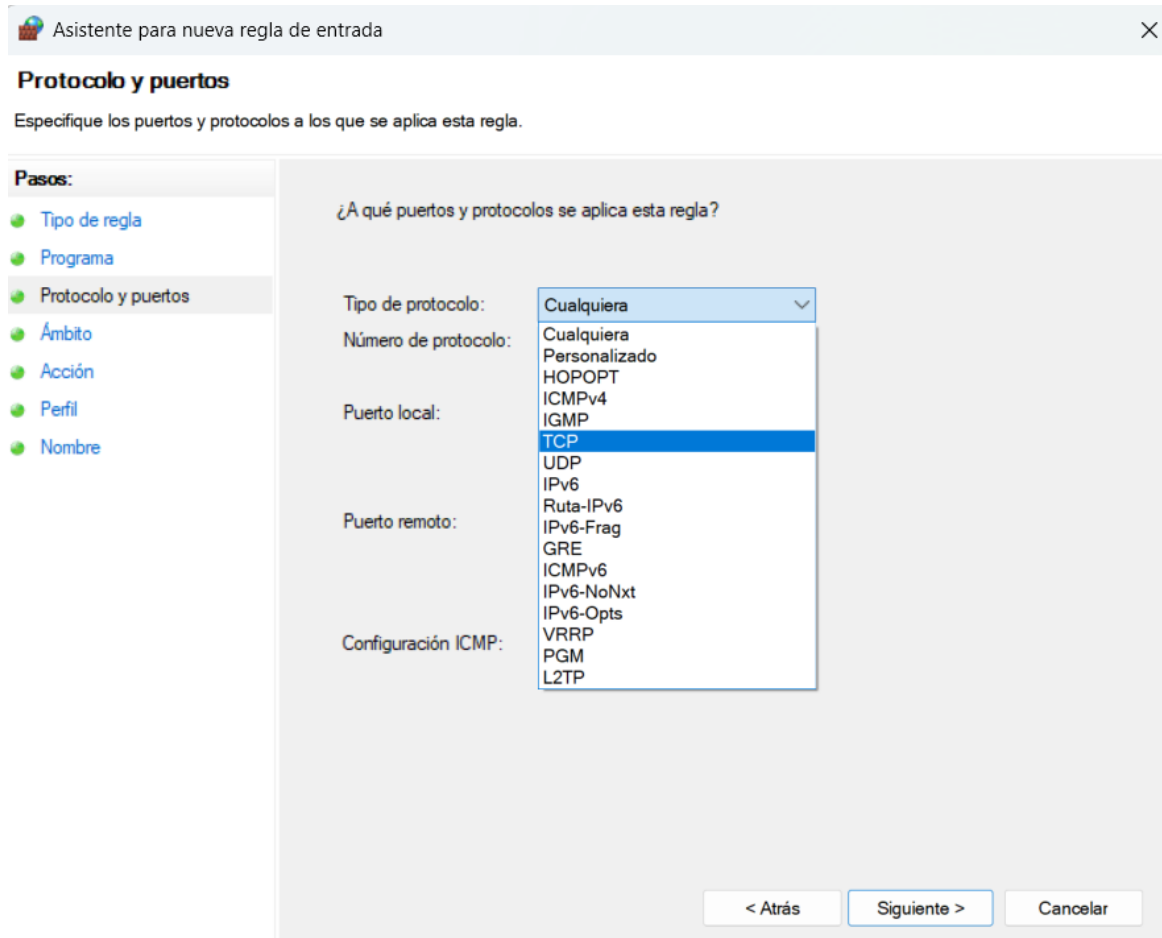 Asistente para nueva regla de entrada
Protocolo y puertos
Especifique los puertos y protocolos a los que se aplica esta regla.
Pasos:
Tipo de regla
Programa
Protocolo y puertos
Ámbito
Acción
Perfil
Nombre
¿A qué puertos y protocolos se aplica esta regla?
Tipo de protocolo: Cualquiera
Número de protocolo:
Puerto local:
Puerto remoto:
Configuración ICMP:
Cualquiera
Personalizado
HOPOPT
ICMPv4
IGMP
TCP
UDP
IPv6
Ruta-IPv6
IPv6-Frag
GRE
ICMPv6
IPv6-NoNxt
IPv6-Opts
VRRP
PGM
L2TP
< Atrás Siguiente > Cancelar